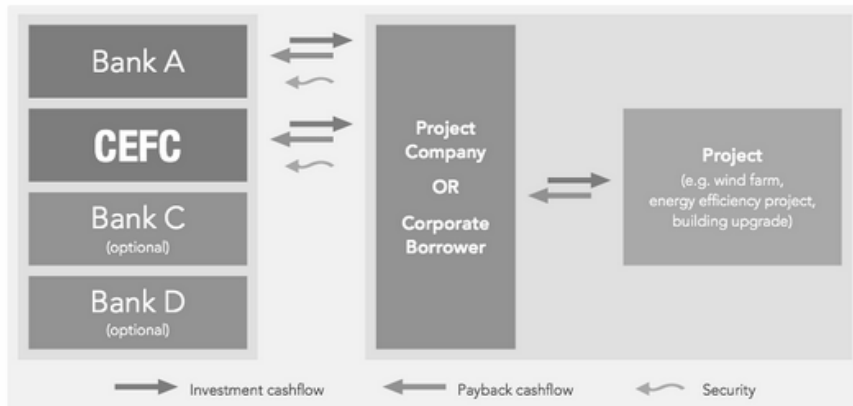 Bank A
CEFC
Bank C
(optional)
Bank D
(optional)
Project
Company
OR
Corporate
Borrower
Project
(e.g. wind farm,
energy efficiency project,
building upgrade)
Investment cashflow
Payback cashflow
Security